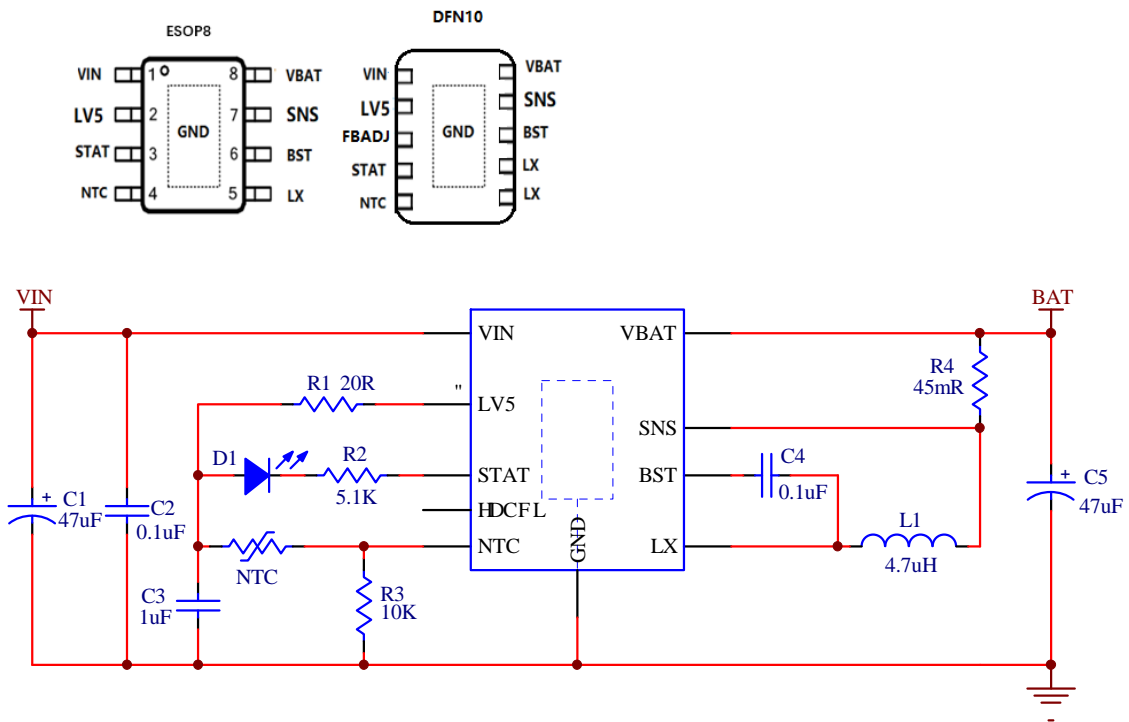 ESOP8
DFN10
VIN 1 8 VBAT
LV5 2 7 SNS
STAT 3 6 BST
NTC 4 5 LX
GND
VIN VBAT
LV5 SNS
FBADJ BST
STAT LX
NTC LX
GND
VIN
BAT
VIN VBAT
R1 20R
" LV5
R4
45mR
SNS
D1
R2
5.1K
STAT
BST
C4
0.1uF
+ C1
47uF
C2
0.1uF
HDCFL
+ C5
47uF
NTC
NTC
LX
L1
4.7uH
GND
C3
1uF
R3
10K